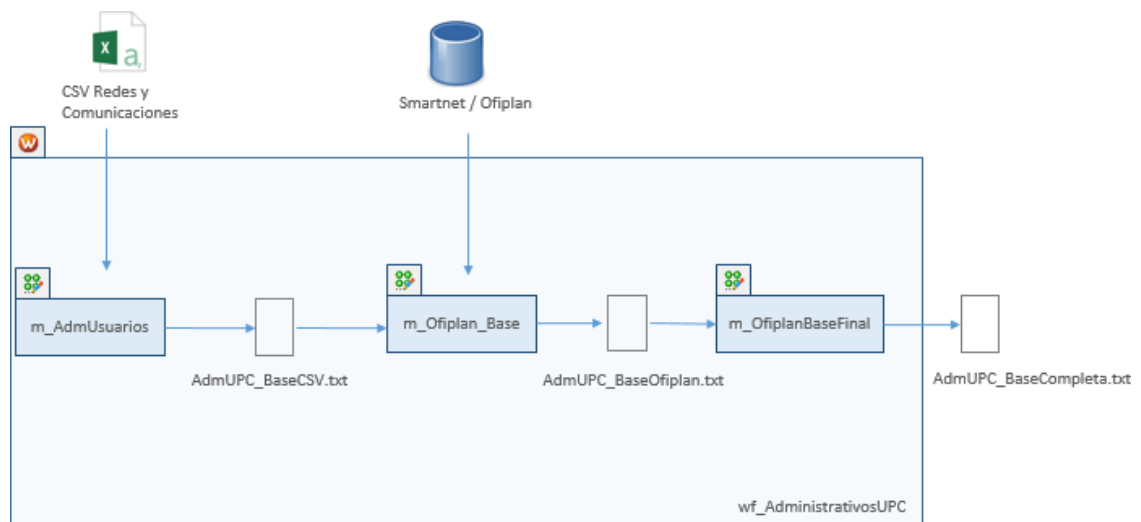 X
a,
CSV Redes y
Comunicaciones
Smartnet / Ofiplan
W
m_AdmUsuarios
m_Ofiplan_Base
m_OfiplanBaseFinal
AdmUPC_BaseCSV.txt
AdmUPC_BaseOfiplan.txt
AdmUPC_BaseCompleta.txt
wf_AdministrativosUPC